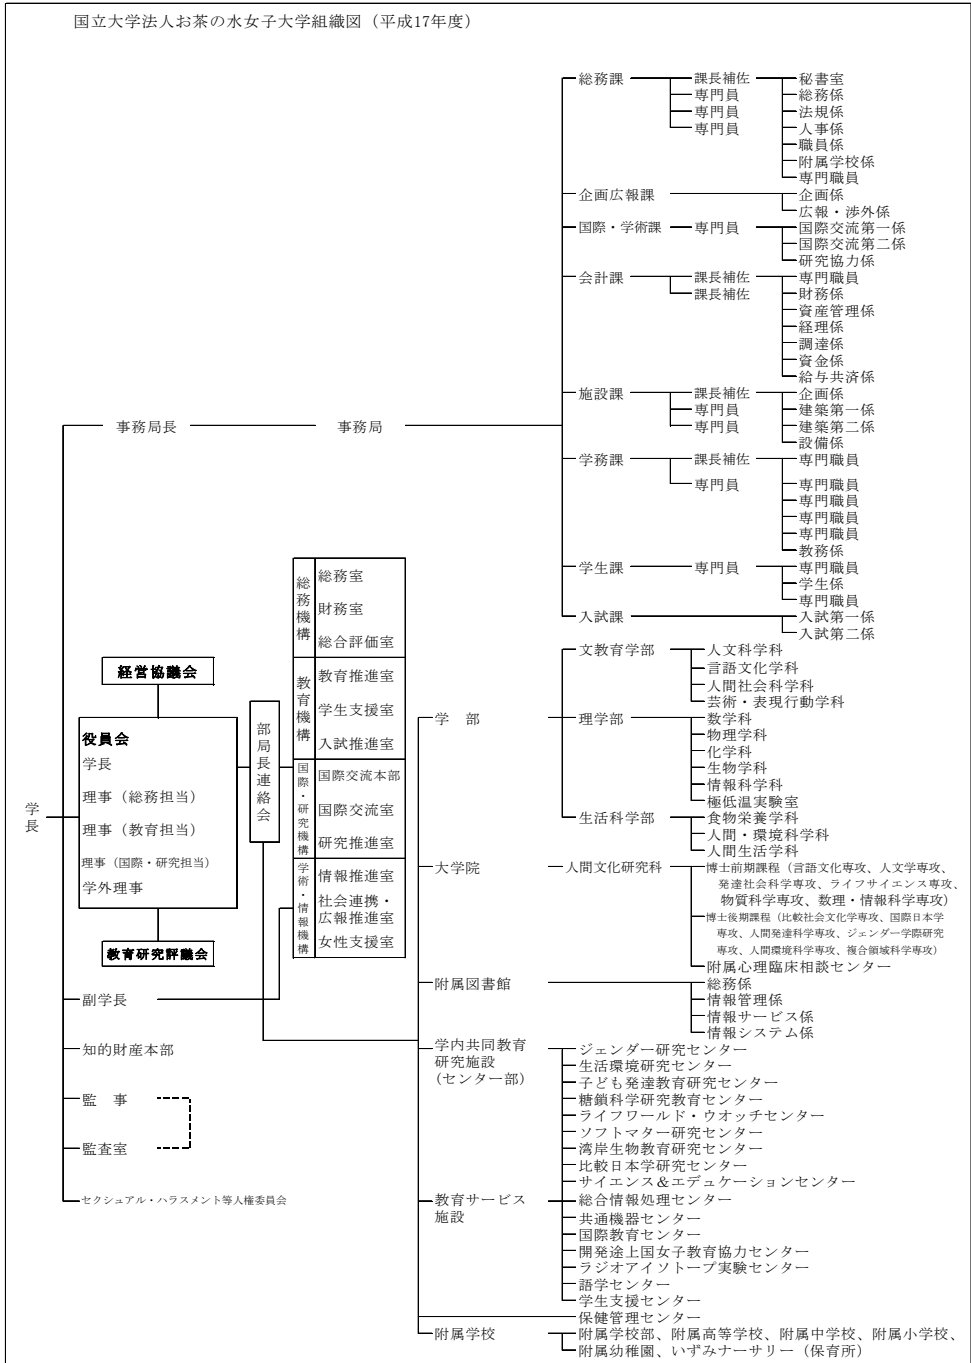 国立大学法人お茶の水女子大学組織図（平成17年度）
総務課 課長補佐 秘書室
専門員 総務係
専門員 法規係
専門員 人事係
職員係
附属学校係
専門職員
企画広報課 企画係
広報・渉外係
国際・学術課 専門員 国際交流第一係
国際交流第二係
研究協力係
会計課 課長補佐 専門職員
課長補佐 財務係
資産管理係
経理係
調達係
資金係
給与共済係
施設課 課長補佐 企画係
専門員 建築第一係
事務局長 事務局 専門員 建築第二係
設備係
学務課 課長補佐 専門職員
専門員 専門職員
専門職員
専門職員
専門職員
教務係
学生課 専門員 専門職員
学生係
専門職員
入試課 入試第一係
入試第二係
総務機構
総務室
財務室
総合評価室
教育機構
教育推進室
学生支援室
入試推進室
国際・研究機構
国際交流本部
国際交流室
研究推進室
学術・情報機構
情報推進室
社会連携・
広報推進室
女性支援室
部局長連絡会
経営協議会
役員会
学長
理事（総務担当）
理事（教育担当）
理事（国際・研究担当）
学外理事
教育研究評議会
学長
副学長
知的財産本部
監　事
監査室
セクシュアル・ハラスメント等人権委員会
学　部
文教育学部 人文科学科
言語文化学科
人間社会科学科
芸術・表現行動学科
理学部 数学科
物理学科
化学科
生物学科
情報科学科
極低温実験室
生活科学部 食物栄養学科
人間・環境科学科
人間生活学科
大学院 人間文化研究科 博士前期課程（言語文化専攻、人文学専攻、
発達社会科学専攻、ライフサイエンス専攻、
物質科学専攻、数理・情報科学専攻）
博士後期課程（比較社会文化学専攻、国際日本学
専攻、人間発達科学専攻、ジェンダー学際研究
専攻、人間環境科学専攻、複合領域科学専攻）
附属心理臨床相談センター
附属図書館 総務係
情報管理係
情報サービス係
情報システム係
学内共同教育
研究施設
（センター部）
ジェンダー研究センター
生活環境研究センター
子ども発達教育研究センター
糖鎖科学研究教育センター
ライフワールド・ウオッチセンター
ソフトマター研究センター
湾岸生物教育研究センター
比較日本学研究センター
サイエンス＆エデュケーションセンター
教育サービス
施設
総合情報処理センター
共通機器センター
国際教育センター
開発途上国女子教育協力センター
ラジオアイソトープ実験センター
語学センター
学生支援センター
保健管理センター
附属学校 附属学校部、附属高等学校、附属中学校、附属小学校、
附属幼稚園、いずみナーサリー（保育所）